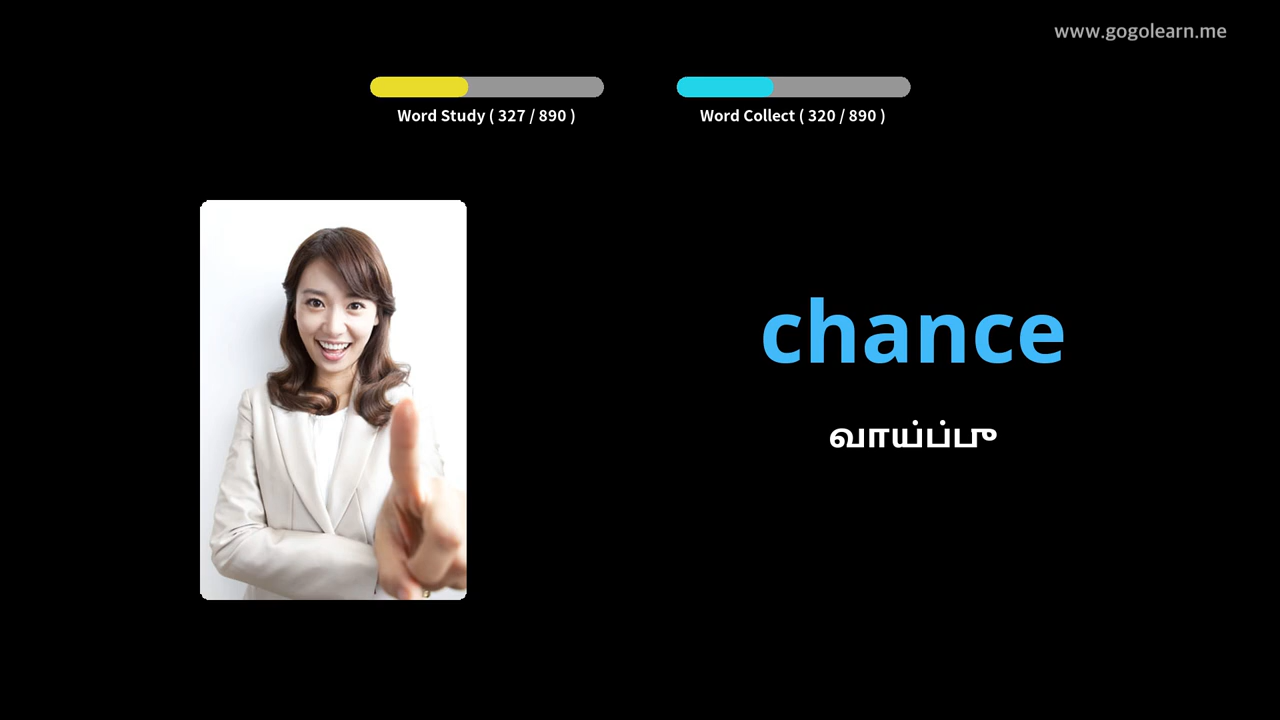 www.gogolearn.me
Word Study ( 327 / 890 )
Word Collect ( 320 / 890 )
chance
வாய்ப்பு